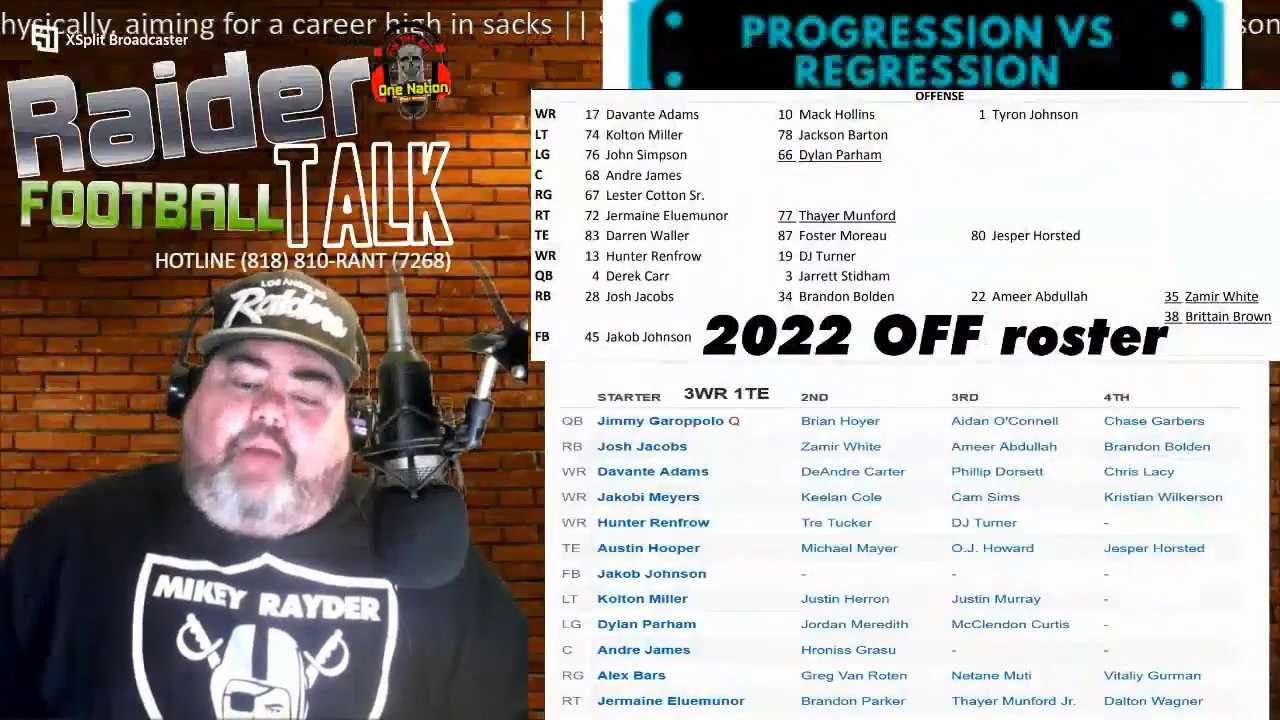 hysically, aiming for a career high in sacks || S
son
XSplit Broadcaster
Raider
One Nation
FOOTBALL
TALK
HOTLINE (818) 810-RANT (7268)
LOS ANGELES
Raiders
MIKEY RAYDER
PROGRESSION VS
REGRESSION
OFFENSE
WR 17 Davante Adams 10 Mack Hollins 1 Tyron Johnson
LT 74 Kolton Miller 78 Jackson Barton
LG 76 John Simpson 66 Dylan Parham
C 68 Andre James
RG 67 Lester Cotton Sr.
RT 72 Jermaine Eluemunor 77 Thayer Munford
TE 83 Darren Waller 87 Foster Moreau 80 Jesper Horsted
WR 13 Hunter Renfrow 19 DJ Turner
QB 4 Derek Carr 3 Jarrett Stidham
RB 28 Josh Jacobs 34 Brandon Bolden 22 Ameer Abdullah 35 Zamir White
38 Brittain Brown
FB 45 Jakob Johnson
2022 OFF roster
STARTER 3WR 1TE 2ND 3RD 4TH
QB Jimmy Garoppolo Q Brian Hoyer Aidan O'Connell Chase Garbers
RB Josh Jacobs Zamir White Ameer Abdullah Brandon Bolden
WR Davante Adams DeAndre Carter Phillip Dorsett Chris Lacy
WR Jakobi Meyers Keelan Cole Cam Sims Kristian Wilkerson
WR Hunter Renfrow Tre Tucker DJ Turner -
TE Austin Hooper Michael Mayer O.J. Howard Jesper Horsted
FB Jakob Johnson - - -
LT Kolton Miller Justin Herron Justin Murray -
LG Dylan Parham Jordan Meredith McClendon Curtis -
C Andre James Hroniss Grasu - -
RG Alex Bars Greg Van Roten Netane Muti Vitaliy Gurman
RT Jermaine Eluemunor Brandon Parker Thayer Munford Jr. Dalton Wagner